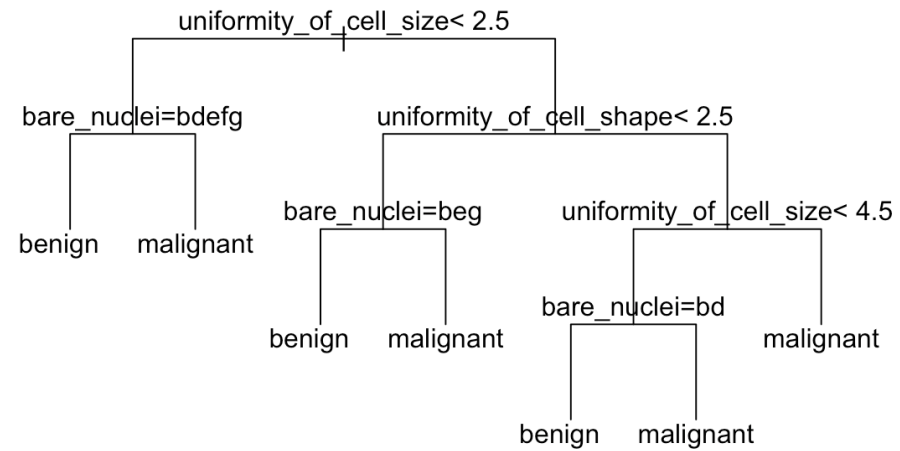 uniformity_of_cell_size< 2.5
bare_nuclei=bdefg
uniformity_of_cell_shape< 2.5
bare_nuclei=beg
uniformity_of_cell_size< 4.5
benign
malignant
bare_nuclei=bd
benign
malignant
malignant
benign
malignant